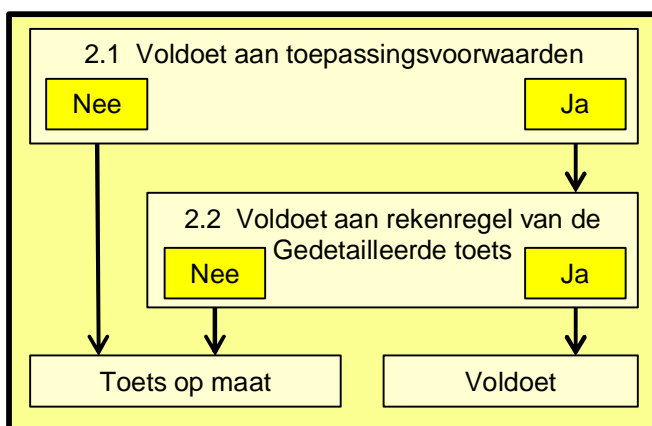 2.1 Voldoet aan toepassingsvoorwaarden
Nee
Ja
2.2 Voldoet aan rekenregel van de
Gedetailleerde toets
Nee
Ja
Toets op maat
Voldoet